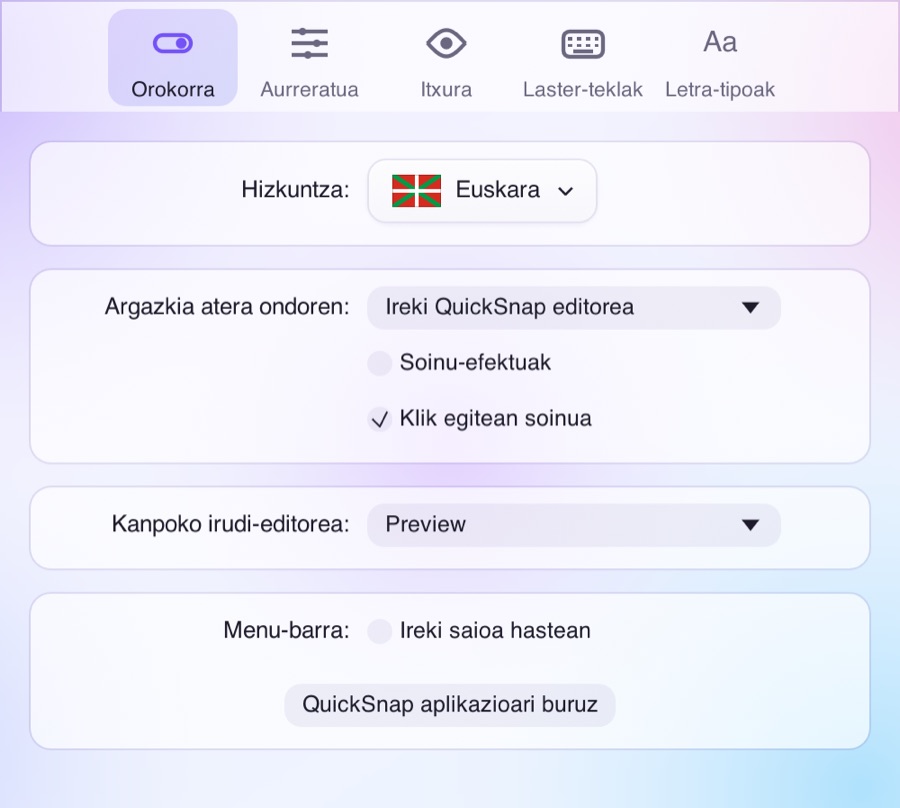 Aa
Orokorra Aurreratua Itxura Laster-teklak Letra-tipoak
Hizkuntza: Euskara
Argazkia atera ondoren: Ireki QuickSnap editorea
Soinu-efektuak
Klik egitean soinua
Kanpoko irudi-editorea: Preview
Menu-barra: Ireki saioa hastean
QuickSnap aplikazioari buruz